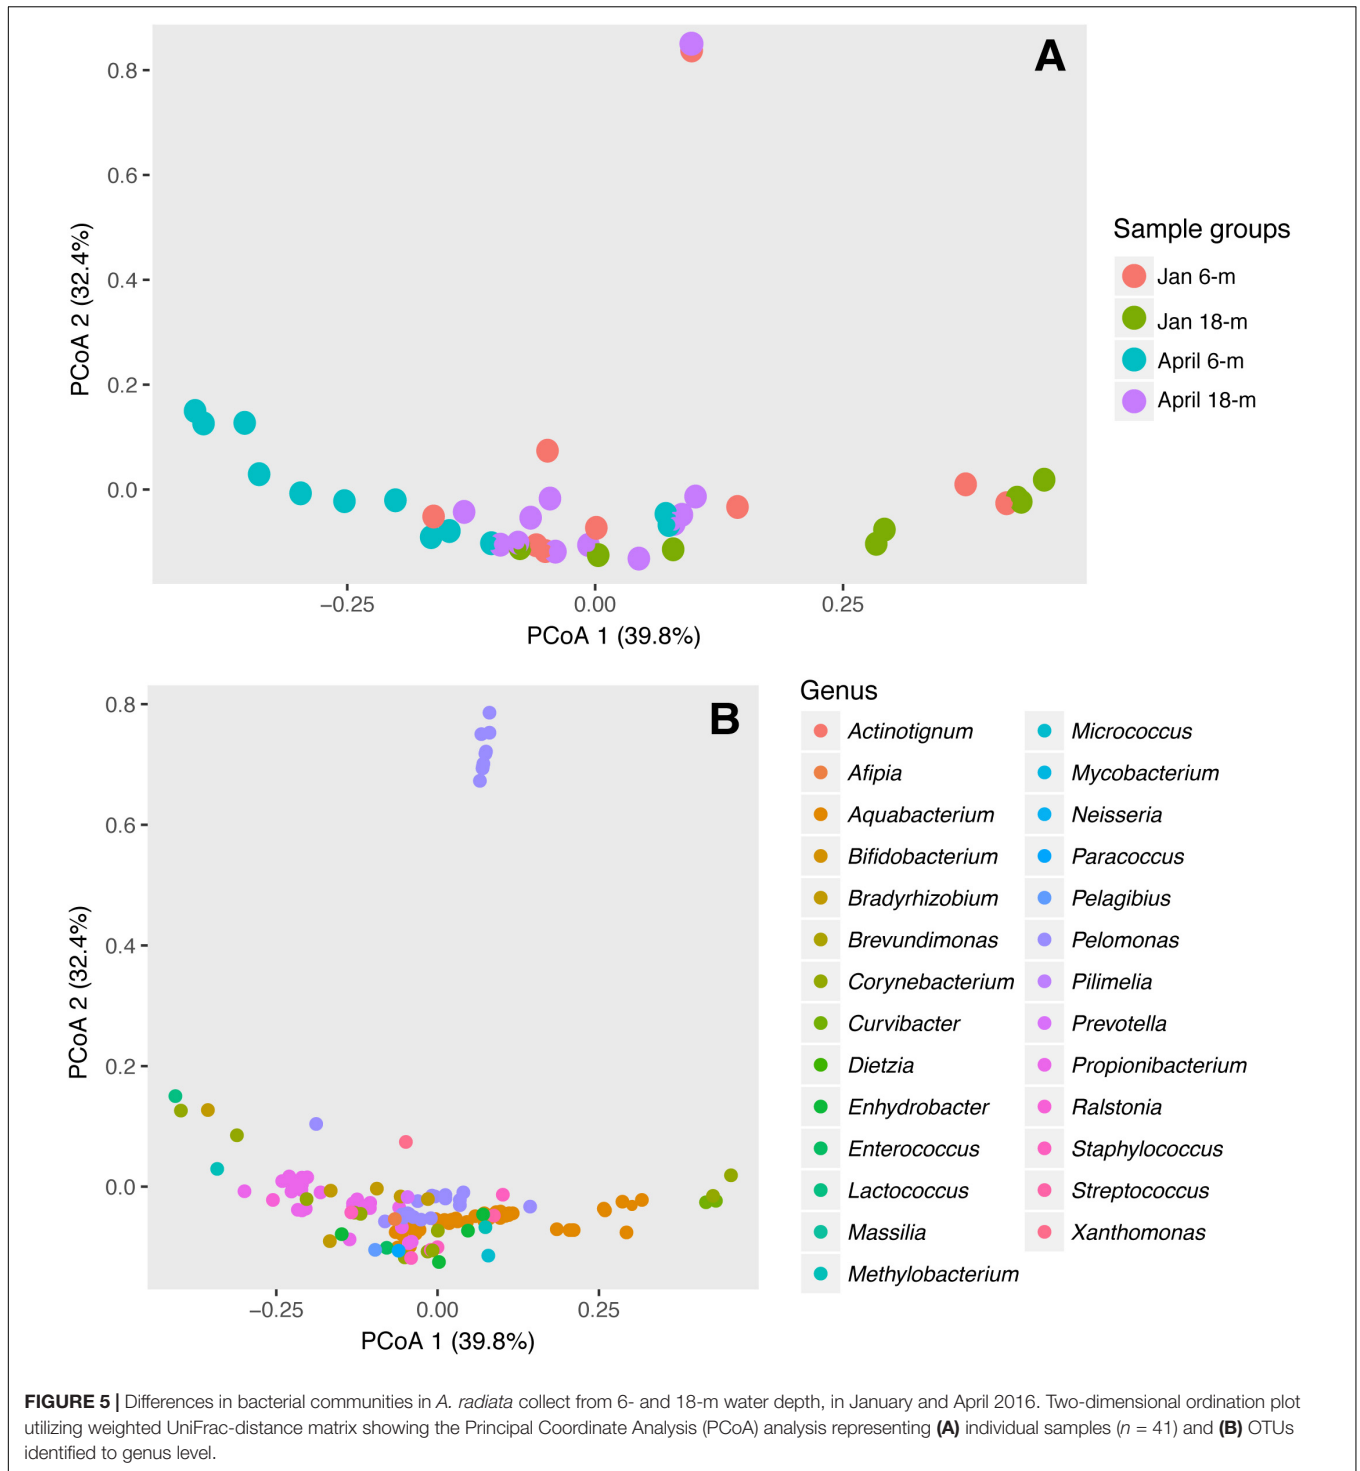 A
0.8
0.6
0.4
0.2
0.0
PCoA 2 (32.4%)
−0.25 0.00 0.25
PCoA 1 (39.8%)
Sample groups
Jan 6-m
Jan 18-m
April 6-m
April 18-m
B
0.8
0.6
0.4
0.2
0.0
PCoA 2 (32.4%)
−0.25 0.00 0.25
PCoA 1 (39.8%)
Genus
Actinotignum
Afipia
Aquabacterium
Bifidobacterium
Bradyrhizobium
Brevundimonas
Corynebacterium
Curvibacter
Dietzia
Enhydrobacter
Enterococcus
Lactococcus
Massilia
Methylobacterium
Micrococcus
Mycobacterium
Neisseria
Paracoccus
Pelagibius
Pelomonas
Pilimelia
Prevotella
Propionibacterium
Ralstonia
Staphylococcus
Streptococcus
Xanthomonas
FIGURE 5 | Differences in bacterial communities in A. radiata collect from 6- and 18-m water depth, in January and April 2016. Two-dimensional ordination plot
utilizing weighted UniFrac-distance matrix showing the Principal Coordinate Analysis (PCoA) analysis representing (A) individual samples (n = 41) and (B) OTUs
identified to genus level.